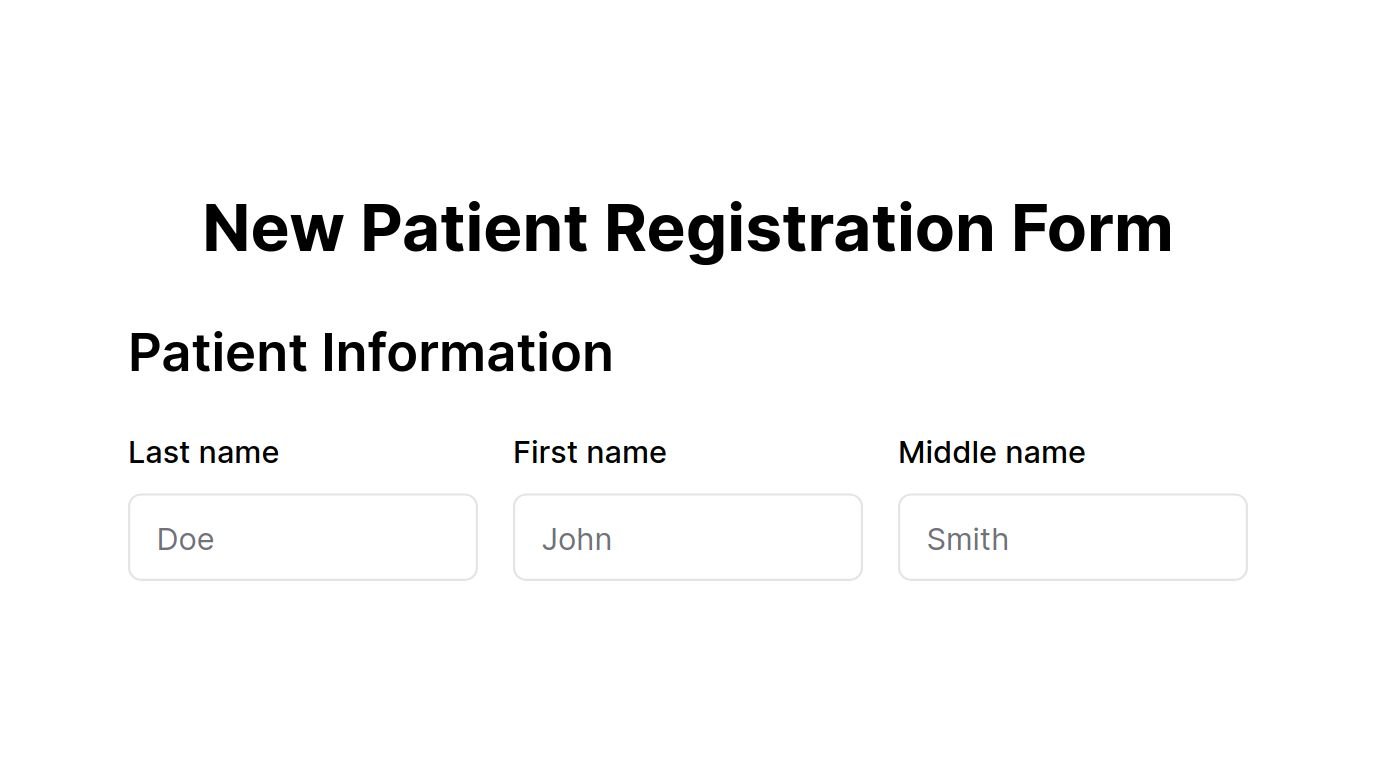 New Patient Registration Form
Patient Information
Last name First name Middle name
Doe John Smith